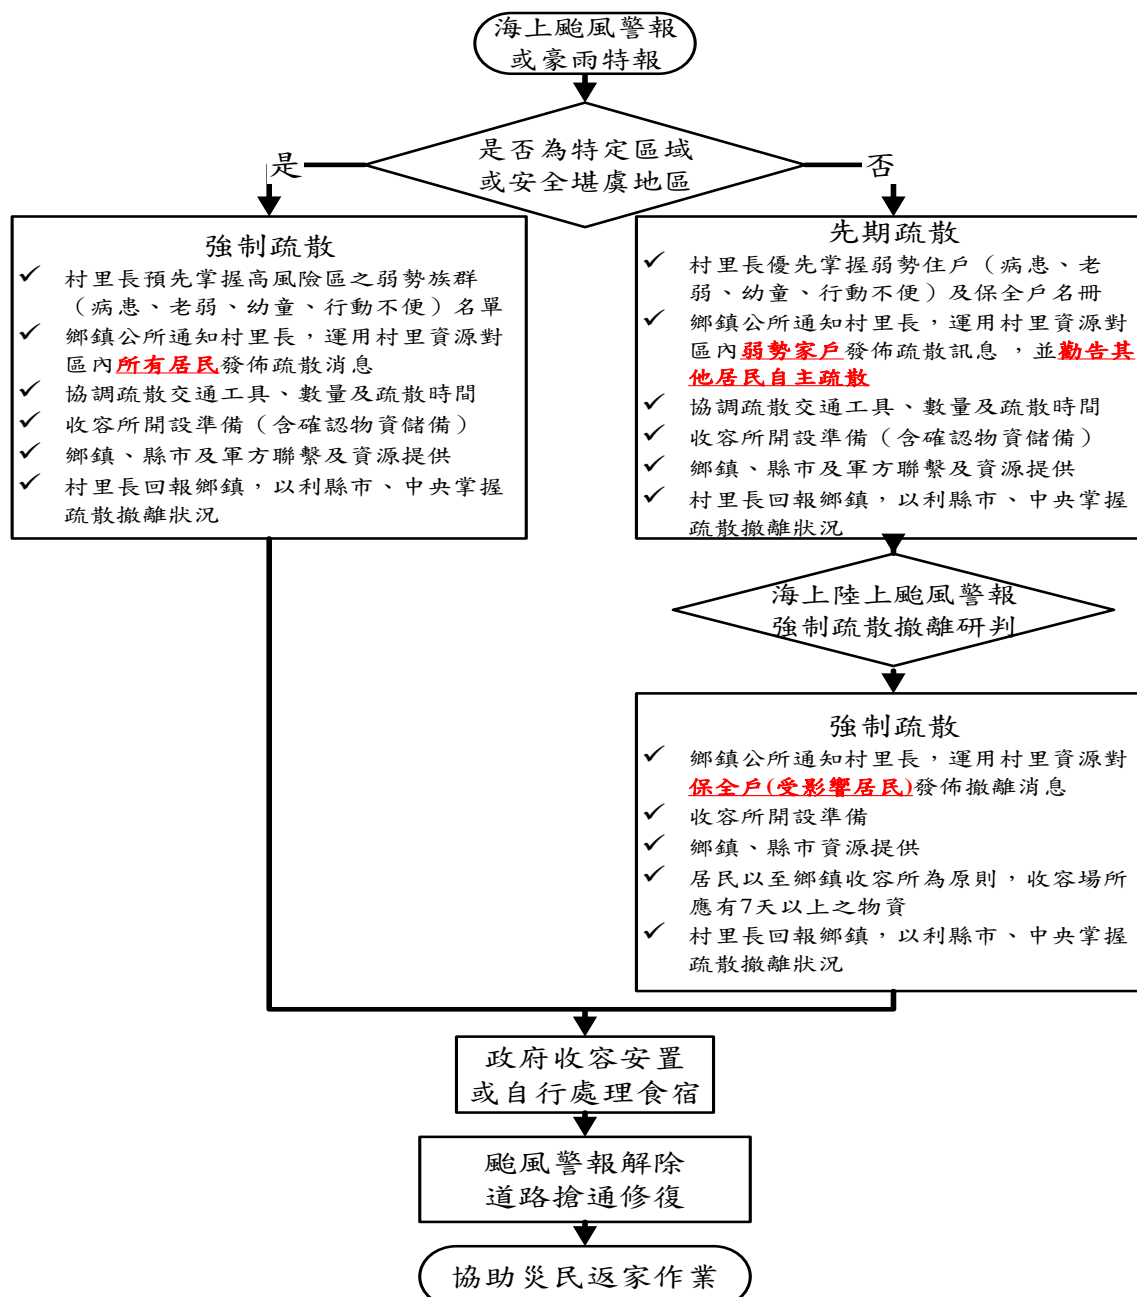 海上颱風警報
或豪雨特報
是否為特定區域
或安全堪虞地區
是
否
強制疏散
✓ 村里長預先掌握高風險區之弱勢族群
（病患、老弱、幼童、行動不便）名單
✓ 鄉鎮公所通知村里長，運用村里資源對
區內所有居民發佈疏散消息
✓ 協調疏散交通工具、數量及疏散時間
✓ 收容所開設準備（含確認物資儲備）
✓ 鄉鎮、縣市及軍方聯繫及資源提供
✓ 村里長回報鄉鎮，以利縣市、中央掌握
疏散撤離狀況
先期疏散
✓ 村里長優先掌握弱勢住戶（病患、老
弱、幼童、行動不便）及保全戶名冊
✓ 鄉鎮公所通知村里長，運用村里資源對
區內弱勢家戶發佈疏散訊息 ，並勸告其
他居民自主疏散
✓ 協調疏散交通工具、數量及疏散時間
✓ 收容所開設準備（含確認物資儲備）
✓ 鄉鎮、縣市及軍方聯繫及資源提供
✓ 村里長回報鄉鎮，以利縣市、中央掌握
疏散撤離狀況
海上陸上颱風警報
強制疏散撤離研判
強制疏散
✓ 鄉鎮公所通知村里長，運用村里資源對
保全戶(受影響居民)發佈撤離消息
✓ 收容所開設準備
✓ 鄉鎮、縣市資源提供
✓ 居民以至鄉鎮收容所為原則，收容場所
應有7天以上之物資
✓ 村里長回報鄉鎮，以利縣市、中央掌握
疏散撤離狀況
政府收容安置
或自行處理食宿
颱風警報解除
道路搶通修復
協助災民返家作業